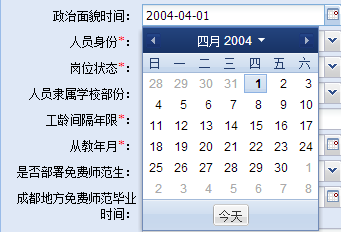 政治面貌时间： 2004-04-01
四月 2004
人员身份*：
日 一 二 三 四 五 六
岗位状态*：
28 29 30 31 1 2 3
人员隶属学校部份：
4 5 6 7 8 9 10
工龄间隔年限*：
11 12 13 14 15 16 17
从教年月*：
18 19 20 21 22 23 24
是否部署免费师范生：
25 26 27 28 29 30 1
成都地方免费师范毕业
2 3 4 5 6 7 8
时间：
今天